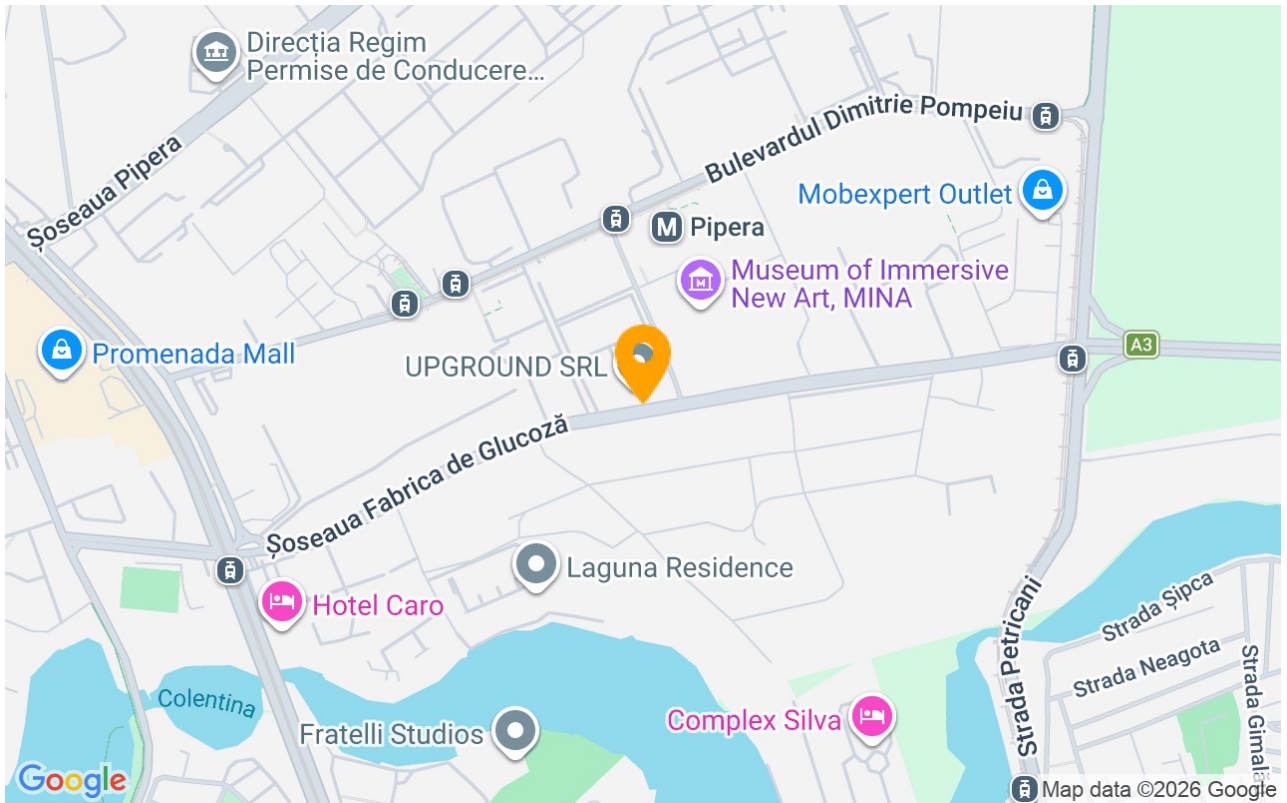 Direcția Regim
Permise de Conducere...
Bulevardul Dimitrie Pompeiu
Șoseaua Pipera
Mobexpert Outlet
M Pipera
Museum of Immersive
New Art, MINA
A3
Promenada Mall
UPGROUND SRL
Șoseaua Fabrica de Glucoză
Laguna Residence
Hotel Caro
Strada Șipca
Strada Neagota
Strada Petricani
Strada Gimala
Colentina
Complex Silva
Fratelli Studios
Google
Map data ©2026 Google